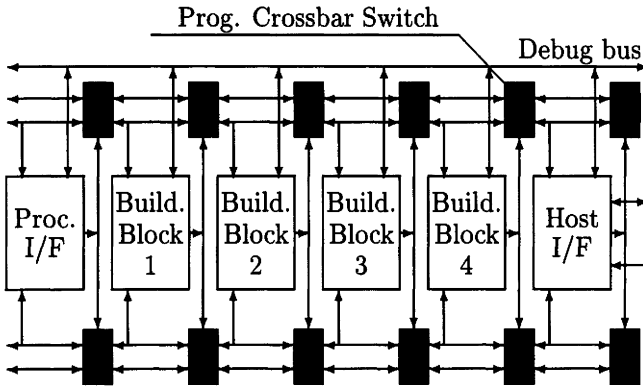 Prog. Crossbar Switch
Debug bus
Proc.
I/F
Build.
Block
1
Build.
Block
2
Build.
Block
3
Build.
Block
4
Host
I/F